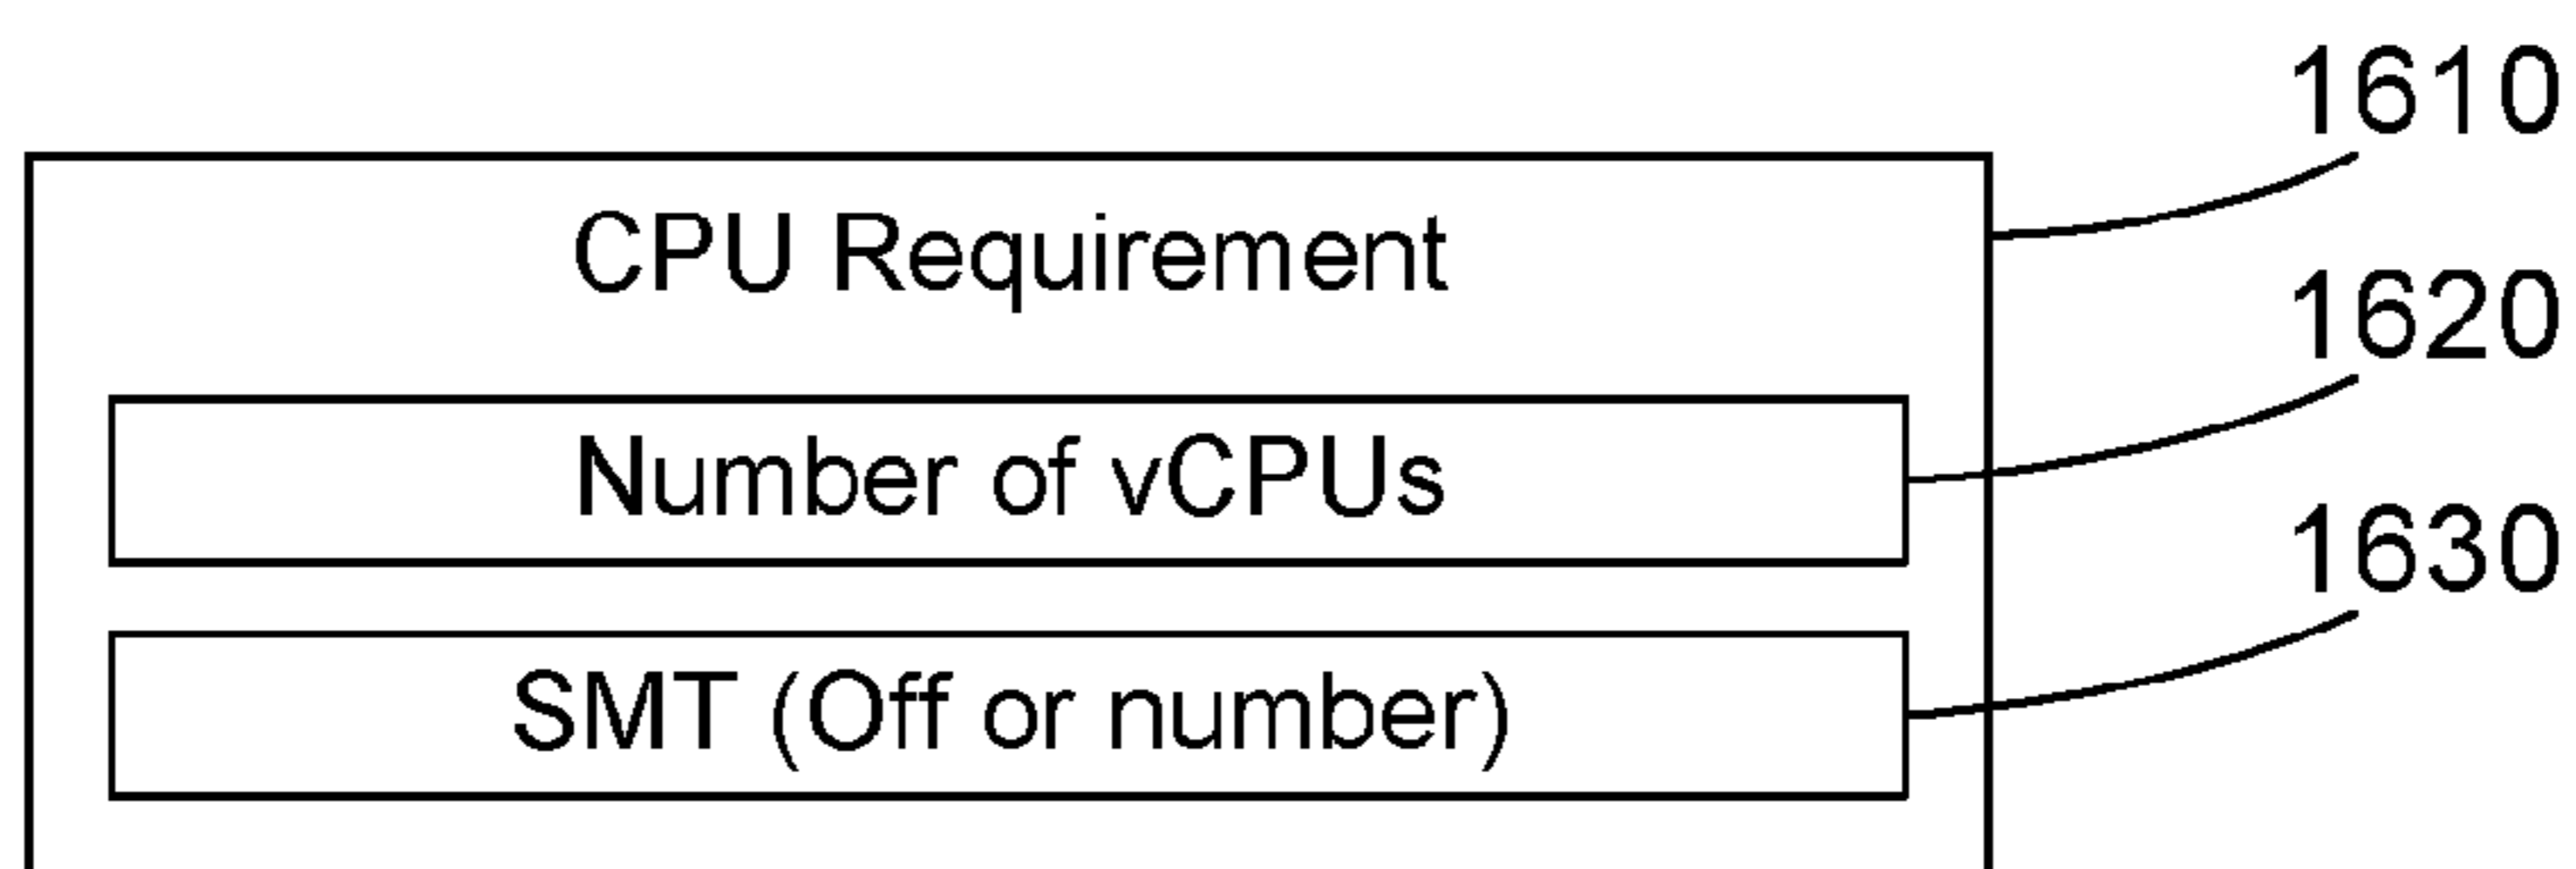 1610
CPU Requirement
1620
Number of vCPUs
1630
SMT (Off or number)